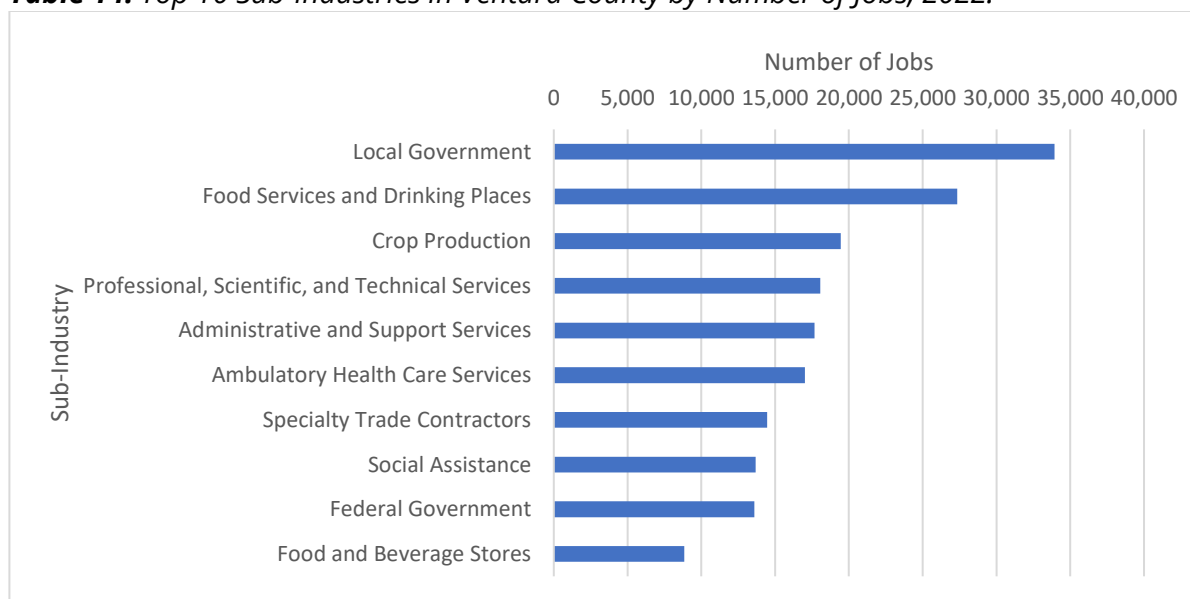 Top 10 Sub-Industries in Ventura County by Number of Jobs, 2022.
Number of Jobs
0 5,000 10,000 15,000 20,000 25,000 30,000 35,000 40,000
Local Government
Food Services and Drinking Places
Crop Production
Professional, Scientific, and Technical Services
Administrative and Support Services
Ambulatory Health Care Services
Specialty Trade Contractors
Social Assistance
Federal Government
Food and Beverage Stores
Sub-Industry